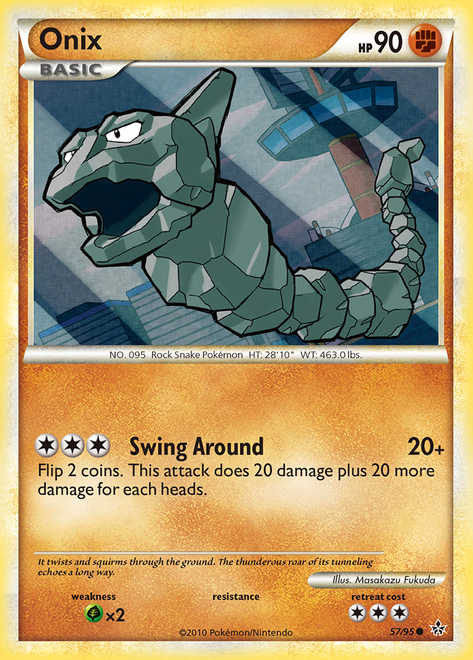 Onix
HP 90
BASIC
NO. 095 Rock Snake Pokémon HT: 28'10" WT: 463.0 lbs.
Swing Around 20+
Flip 2 coins. This attack does 20 damage plus 20 more
damage for each heads.
It twists and squirms through the ground. The thunderous roar of its tunneling
echoes a long way.
Illus. Masakazu Fukuda
weakness resistance retreat cost
×2
©2010 Pokémon/Nintendo 57/95